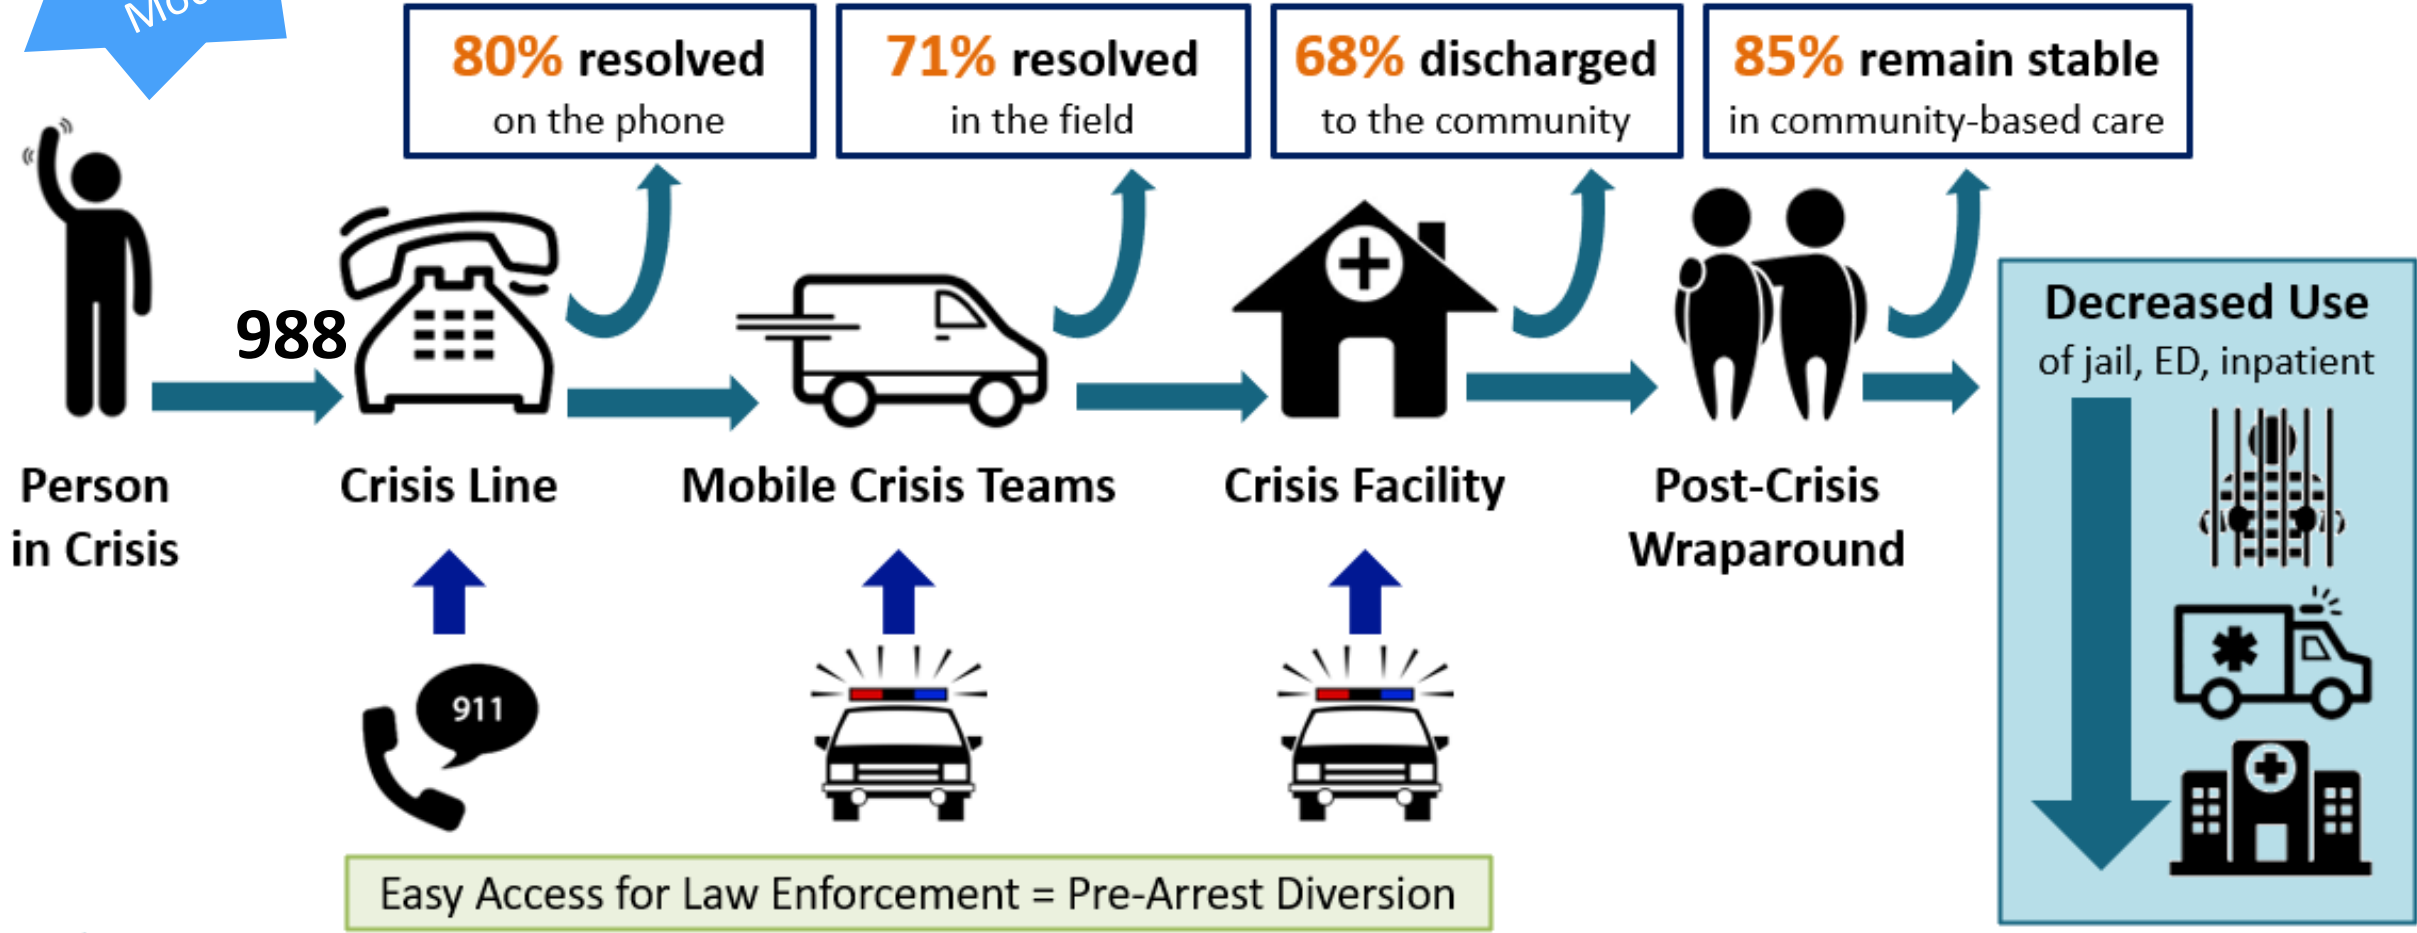 80% resolved
on the phone
71% resolved
in the field
68% discharged
to the community
85% remain stable
in community-based care
988
Decreased Use
of jail, ED, inpatient
Person
in Crisis
Crisis Line
Mobile Crisis Teams
Crisis Facility
Post-Crisis
Wraparound
911
Easy Access for Law Enforcement = Pre-Arrest Diversion